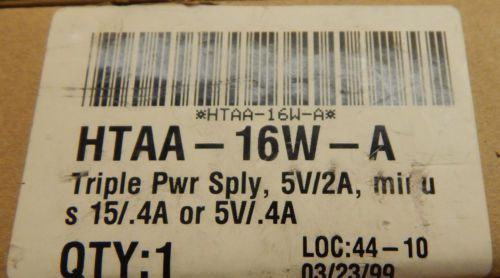 *HTAA-16W-A*
HTAA-16W-A
Triple Pwr Sply, 5V/2A, minu
s 15/.4A or 5V/.4A
QTY:1
LOC:44-10
03/23/99